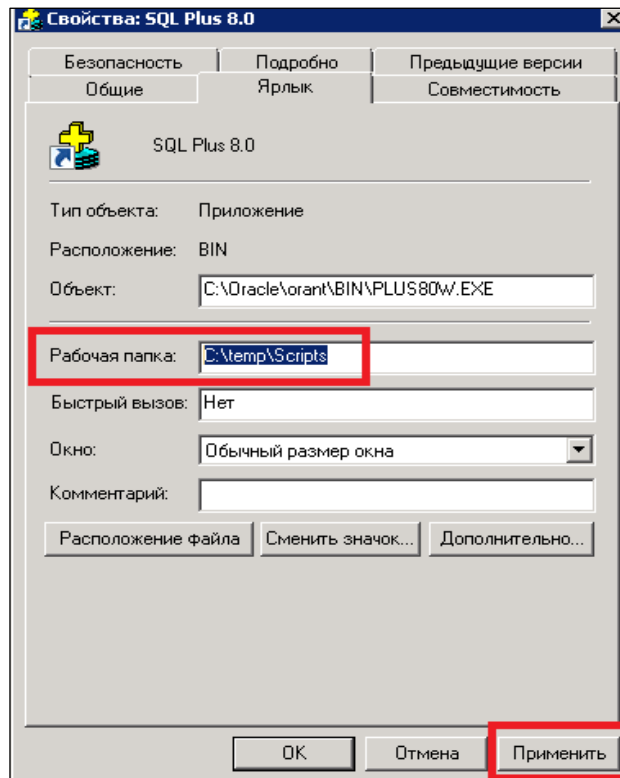 Свойства: SQL Plus 8.0
Безопасность Подробно Предыдущие версии
Общие Ярлык Совместимость
SQL Plus 8.0
Тип объекта: Приложение
Расположение: BIN
Объект: C:\Oracle\orant\BIN\PLUS80W.EXE
Рабочая папка: C:\temp\Scripts
Быстрый вызов: Нет
Окно: Обычный размер окна
Комментарий:
Расположение файла Сменить значок... Дополнительно...
OK Отмена Применить